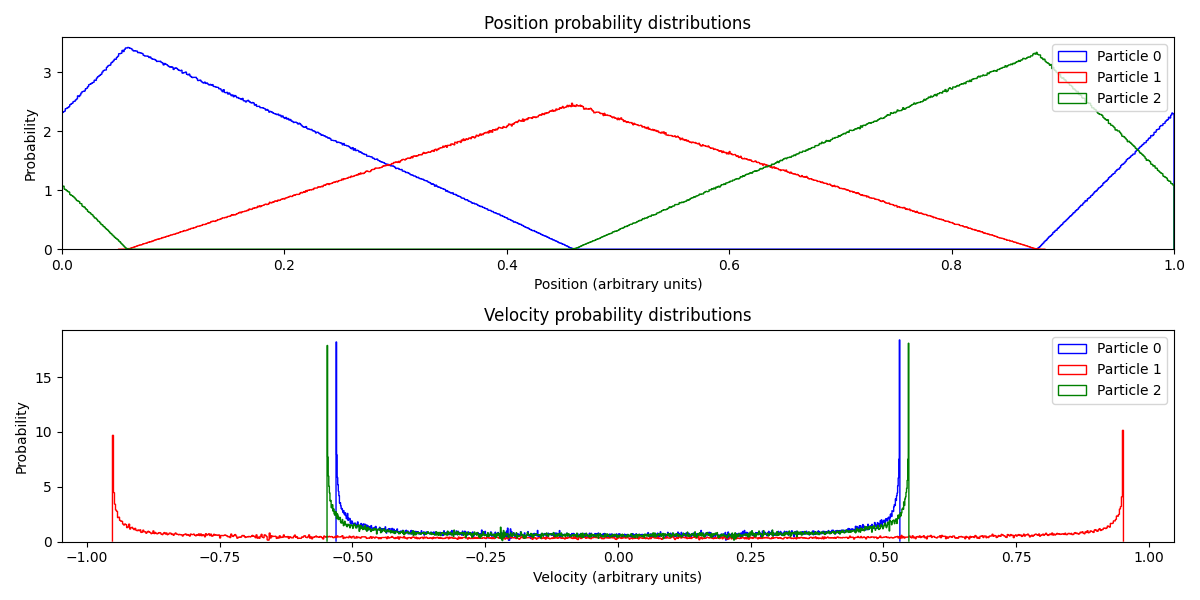 Position probability distributions
Probability
3
2
1
0
Particle 0
Particle 1
Particle 2
0.0 0.2 0.4 0.6 0.8 1.0
Position (arbitrary units)
Velocity probability distributions
Probability
15
10
5
0
Particle 0
Particle 1
Particle 2
−1.00 −0.75 −0.50 −0.25 0.00 0.25 0.50 0.75 1.00
Velocity (arbitrary units)